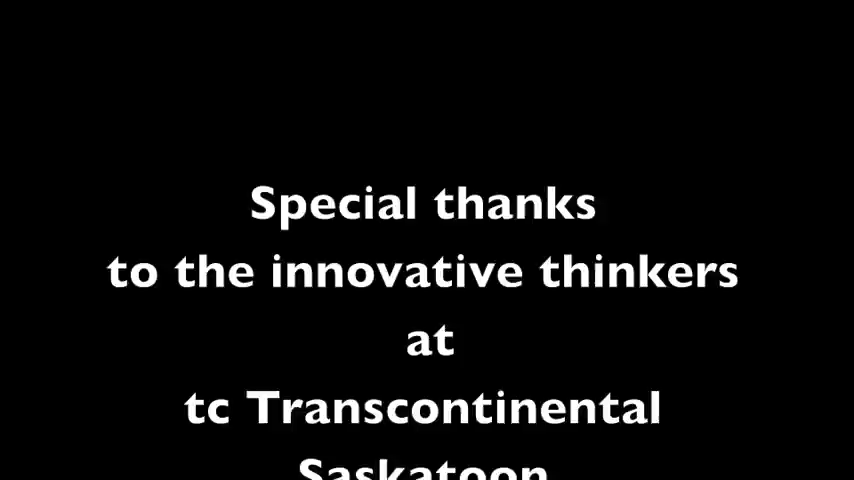 Special thanks
to the innovative thinkers
at
tc Transcontinental
Saskatoon